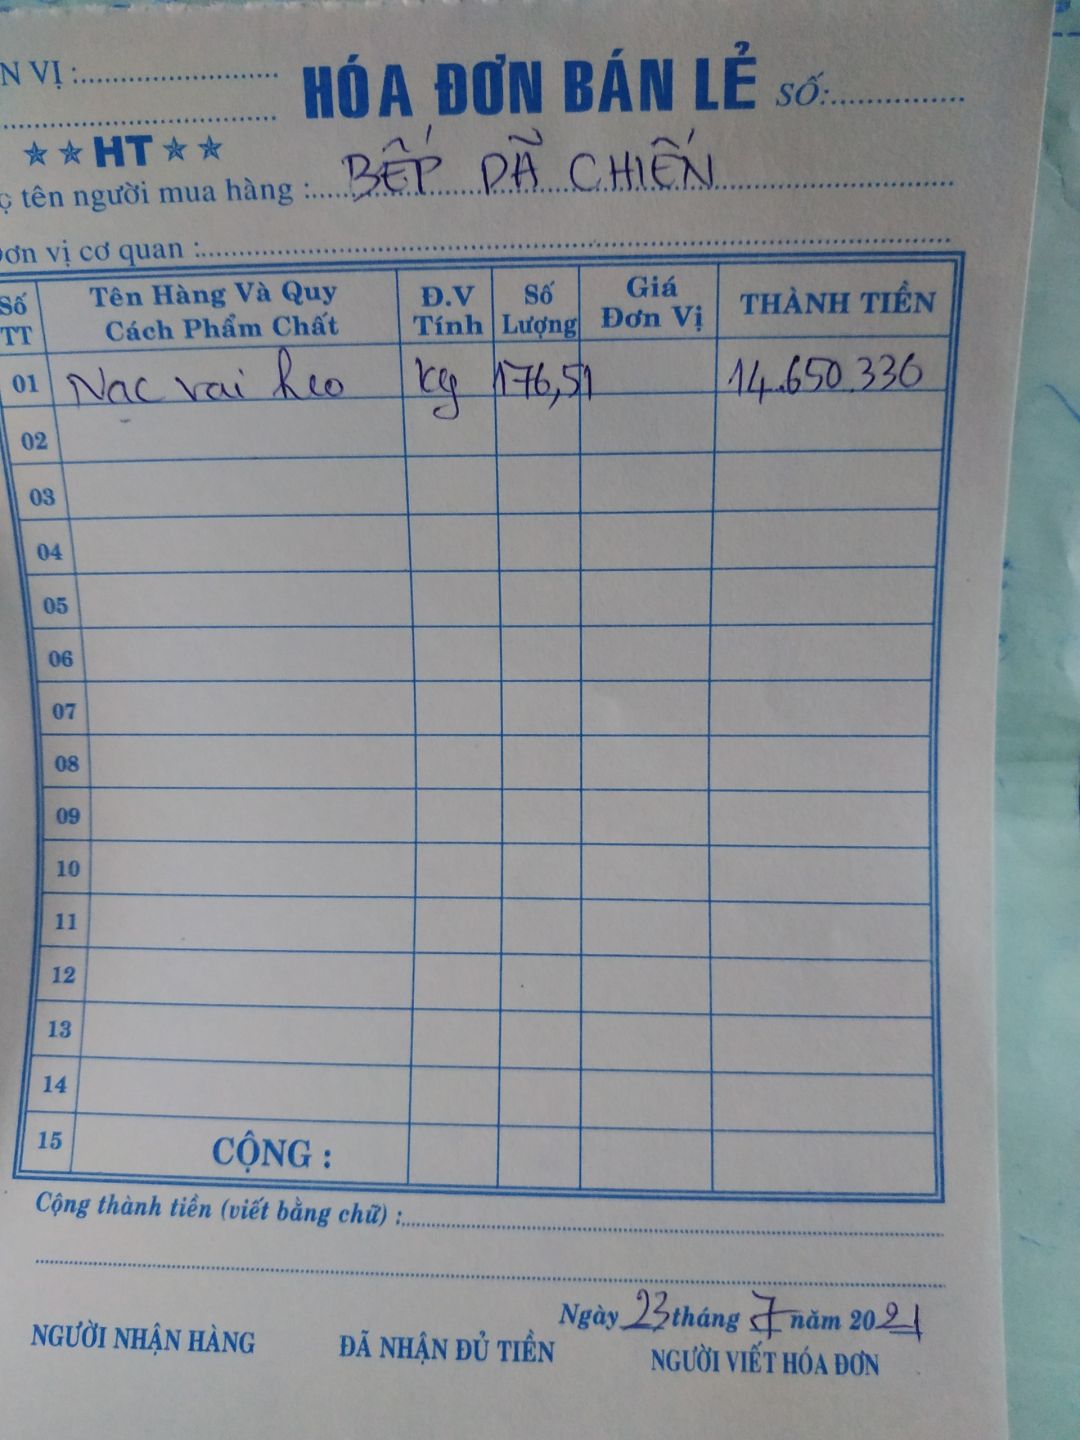 N VỊ :
HÓA ĐƠN BÁN LẺ SỐ:
HT
tên người mua hàng : BẾP DÃ CHIẾN
ơn vị cơ quan :
Số TT Tên Hàng Và Quy Cách Phẩm Chất Đ.V Tính Số Lượng Giá Đơn Vị THÀNH TIỀN
01 Nạc vai heo kg 176,51 14.650.330
02
03
04
05
06
07
08
09
10
11
12
13
14
15 CỘNG :
Cộng thành tiền (viết bằng chữ) :
Ngày 23 tháng 7 năm 2021
NGƯỜI NHẬN HÀNG ĐÃ NHẬN ĐỦ TIỀN NGƯỜI VIẾT HÓA ĐƠN